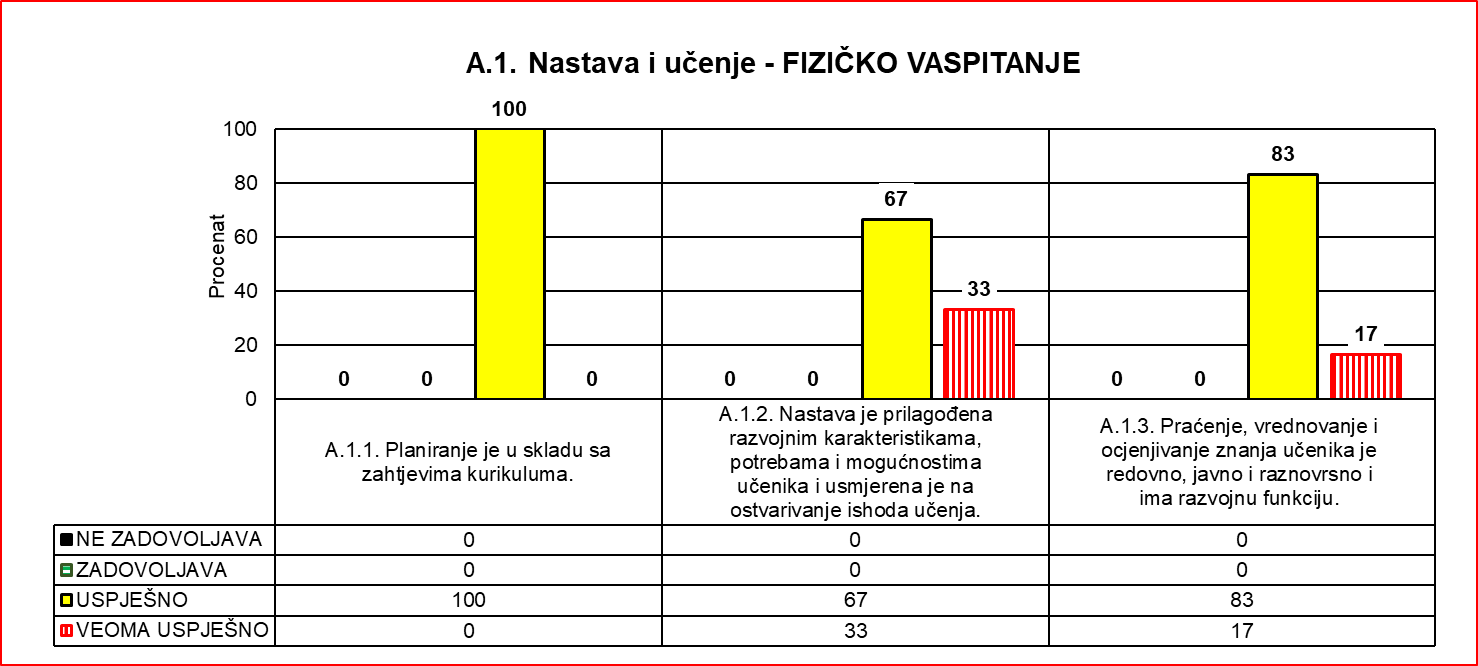 A.1. Nastava i učenje - FIZIČKO VASPITANJE
Procenat
100
80
60
40
20
0
0 0 100 0
0 0 67 33
0 0 83 17
A.1.1. Planiranje je u skladu sa
zahtjevima kurikuluma.
A.1.2. Nastava je prilagođena
razvojnim karakteristikama,
potrebama i mogućnostima
učenika i usmjerena je na
ostvarivanje ishoda učenja.
A.1.3. Praćenje, vrednovanje i
ocjenjivanje znanja učenika je
redovno, javno i raznovrsno i
ima razvojnu funkciju.
NE ZADOVOLJAVA 0 0 0
ZADOVOLJAVA 0 0 0
USPJEŠNO 100 67 83
VEOMA USPJEŠNO 0 33 17